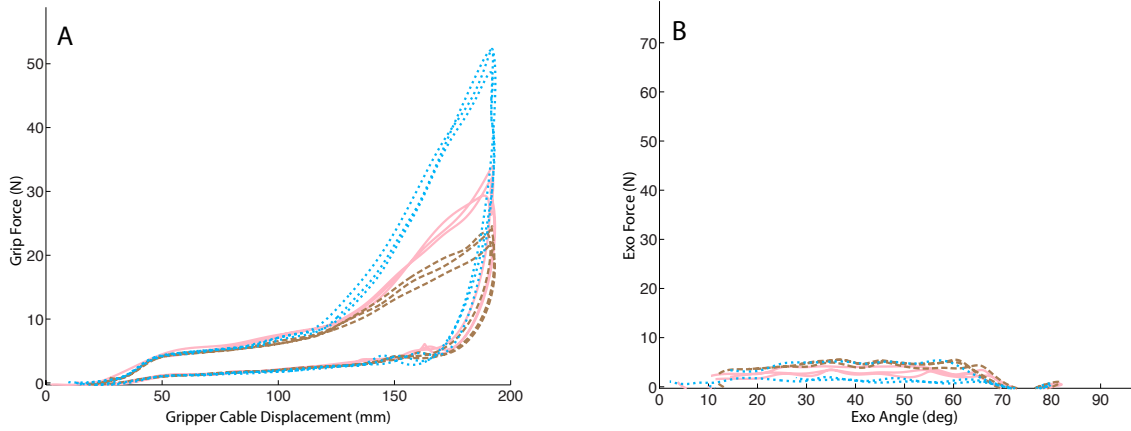 A
Grip Force (N)
50
40
30
20
10
0
0 50 100 150 200
Gripper Cable Displacement (mm)
B
Exo Force (N)
70
60
50
40
30
20
10
0
0 10 20 30 40 50 60 70 80 90
Exo Angle (deg)